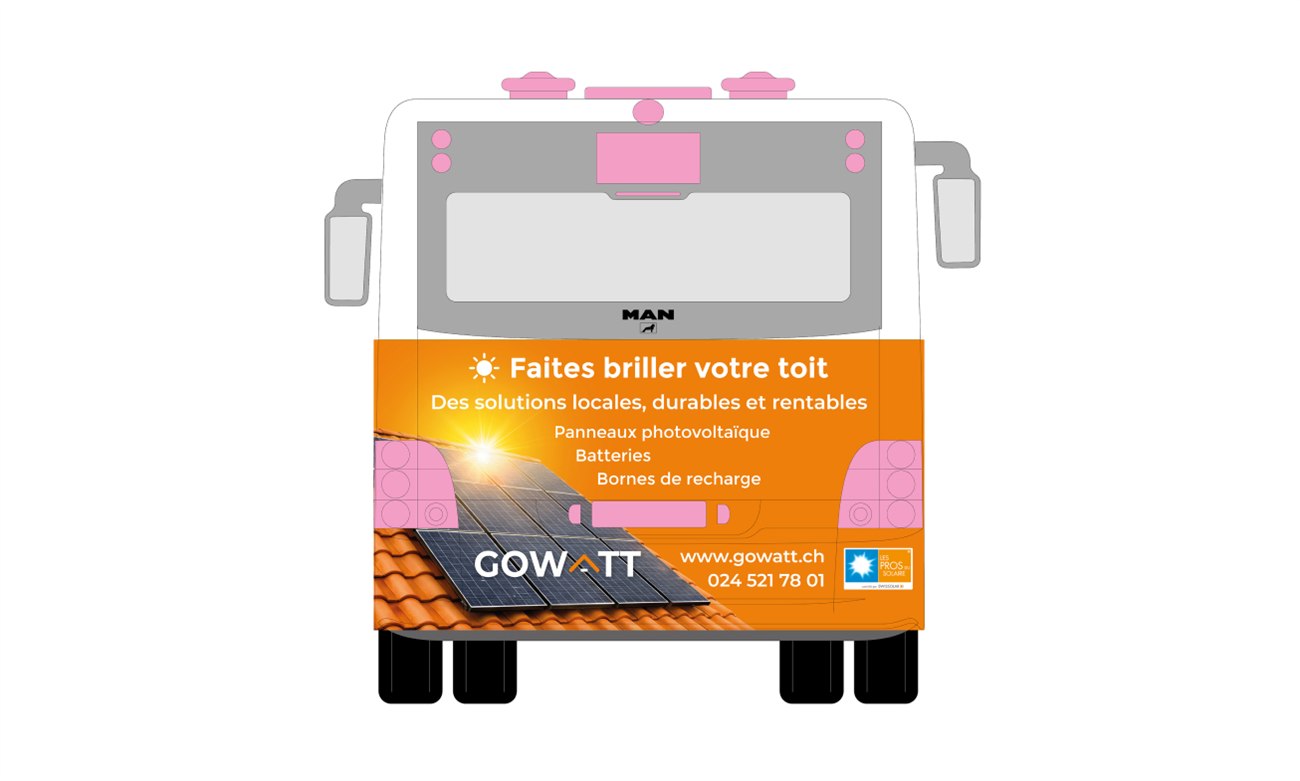 MAN
Faites briller votre toit
Des solutions locales, durables et rentables
Panneaux photovoltaïque
Batteries
Bornes de recharge
GOWATT
www.gowatt.ch
024 521 78 01
LES
PROS DU
SOLAIRE